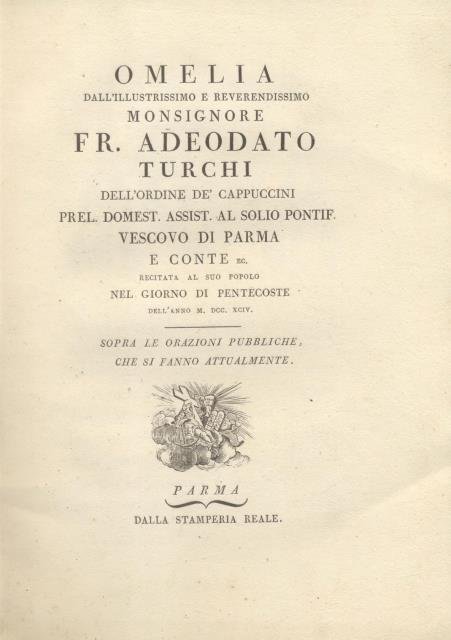 OMELIA
DALL'ILLUSTRISSIMO E REVERENDISSIMO
MONSIGNORE
FR. ADEODATO
TURCHI
DELL'ORDINE DE' CAPPUCCINI
PREL. DOMEST. ASSIST. AL SOLIO PONTIF.
VESCOVO DI PARMA
E CONTE EC.
RECITATA AL SUO POPOLO
NEL GIORNO DI PENTECOSTE
DELL'ANNO M. DCC. XCIV.
SOPRA LE ORAZIONI PUBBLICHE,
CHE SI FANNO ATTUALMENTE.
PARMA
DALLA STAMPERIA REALE.